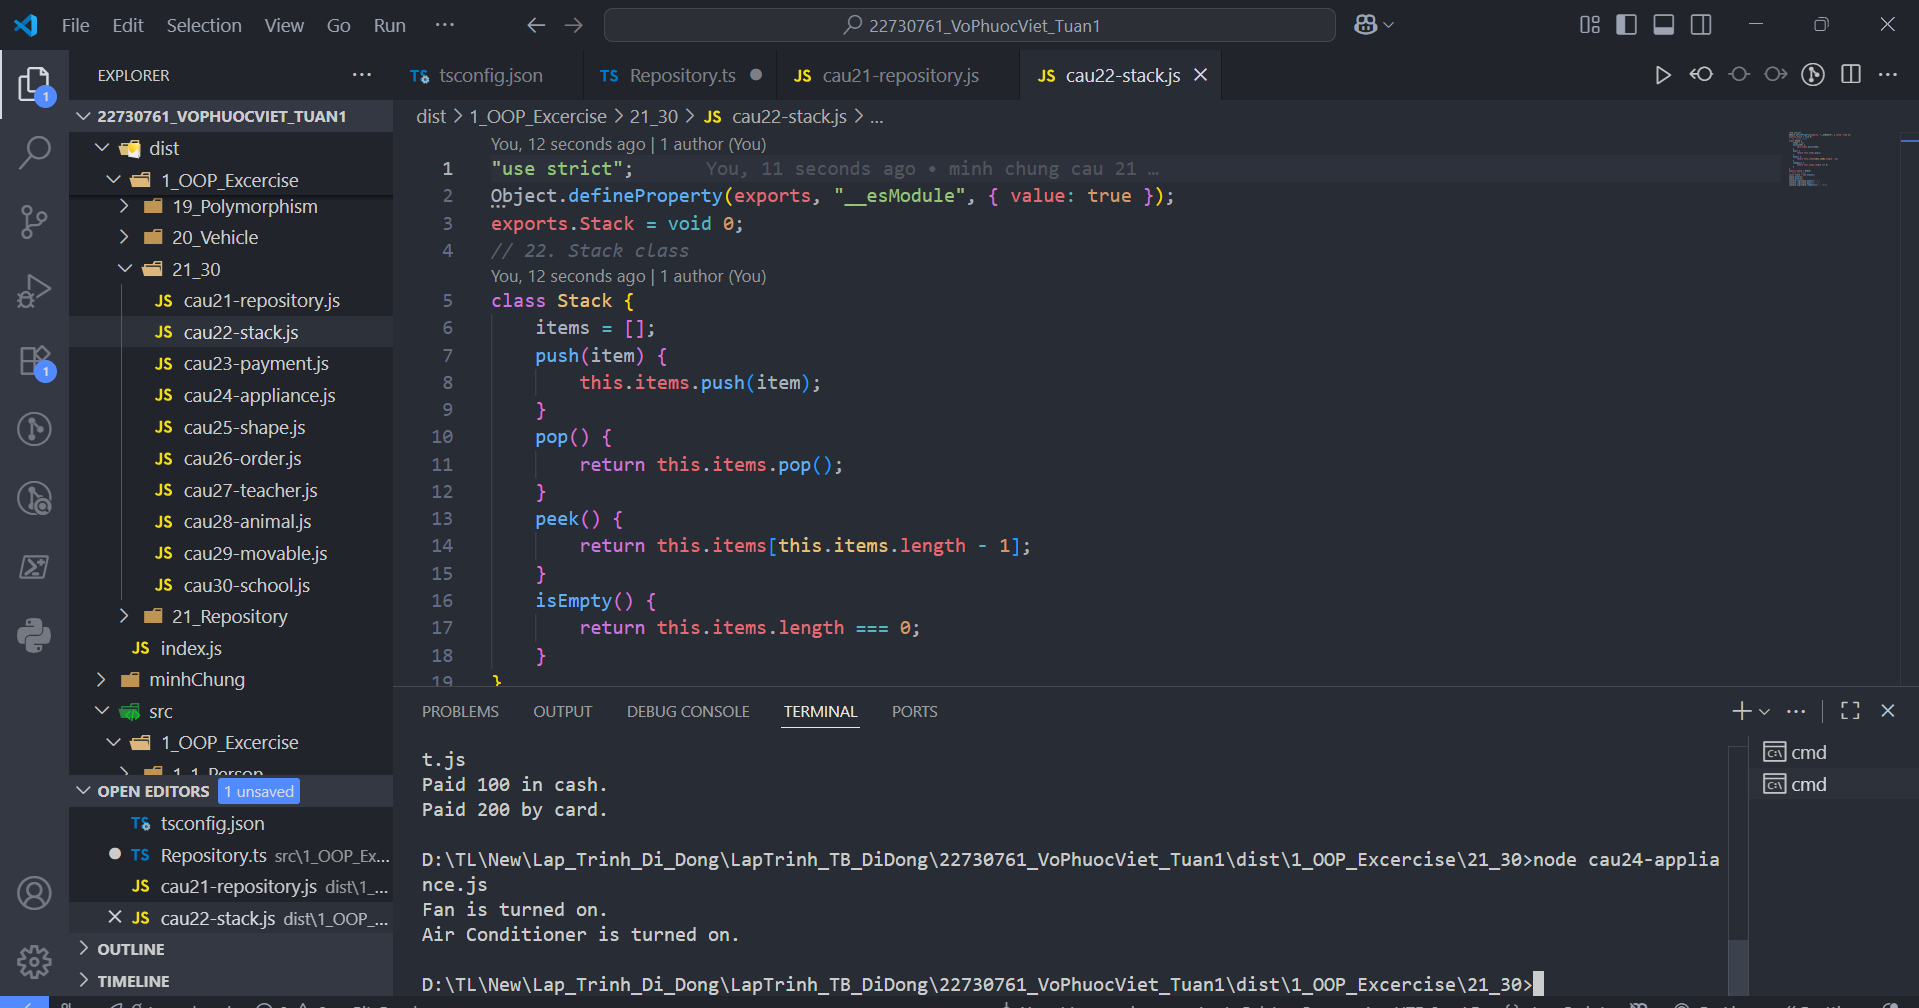 File Edit Selection View Go Run ··· 22730761_VoPhuocViet_Tuan1
EXPLORER ···
tsconfig.json
TS Repository.ts
JS cau21-repository.js
JS cau22-stack.js
22730761_VOPHUOCVIET_TUAN1
dist
1_OOP_Excercise
19_Polymorphism
20_Vehicle
21_30
JS cau21-repository.js
JS cau22-stack.js
JS cau23-payment.js
JS cau24-appliance.js
JS cau25-shape.js
JS cau26-order.js
JS cau27-teacher.js
JS cau28-animal.js
JS cau29-movable.js
JS cau30-school.js
21_Repository
JS index.js
minhChung
src
1_OOP_Excercise
1_1_Person
OPEN EDITORS 1 unsaved
TS tsconfig.json
TS Repository.ts src\1_OOP_Ex...
JS cau21-repository.js dist\1_...
JS cau22-stack.js dist\1_OOP_...
OUTLINE
TIMELINE
1
1
dist > 1_OOP_Excercise > 21_30 > JS cau22-stack.js > ...
You, 12 seconds ago | 1 author (You)
1 "use strict"; You, 11 seconds ago • minh chung cau 21 …
2 Object.defineProperty(exports, "__esModule", { value: true });
3 exports.Stack = void 0;
4 // 22. Stack class
You, 12 seconds ago | 1 author (You)
5 class Stack {
6 items = [];
7 push(item) {
8 this.items.push(item);
9 }
10 pop() {
11 return this.items.pop();
12 }
13 peek() {
14 return this.items[this.items.length - 1];
15 }
16 isEmpty() {
17 return this.items.length === 0;
18 }
19 }
PROBLEMS OUTPUT DEBUG CONSOLE TERMINAL PORTS
t.js
Paid 100 in cash.
Paid 200 by card.
D:\TL\New\Lap_Trinh_Di_Dong\LapTrinh_TB_DiDong\22730761_VoPhuocViet_Tuan1\dist\1_OOP_Excercise\21_30>node cau24-applia
nce.js
Fan is turned on.
Air Conditioner is turned on.
D:\TL\New\Lap_Trinh_Di_Dong\LapTrinh_TB_DiDong\22730761_VoPhuocViet_Tuan1\dist\1_OOP_Excercise\21_30>
cmd
cmd